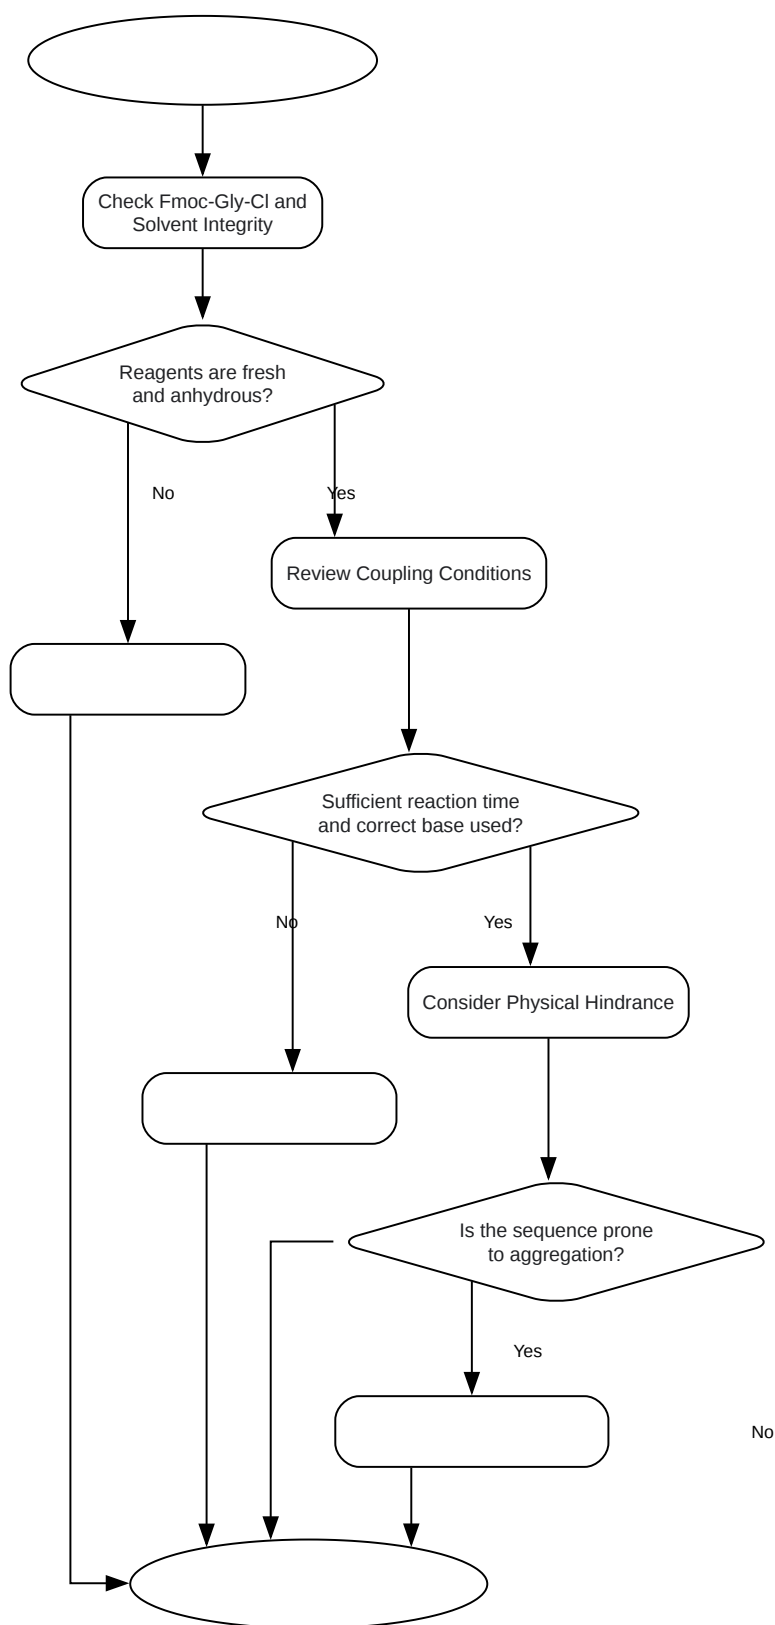 Check Fmoc-Gly-Cl and
Solvent Integrity
Reagents are fresh
and anhydrous?
No
Yes
Review Coupling Conditions
Sufficient reaction time
and correct base used?
No
Yes
Consider Physical Hindrance
Is the sequence prone
to aggregation?
Yes
No